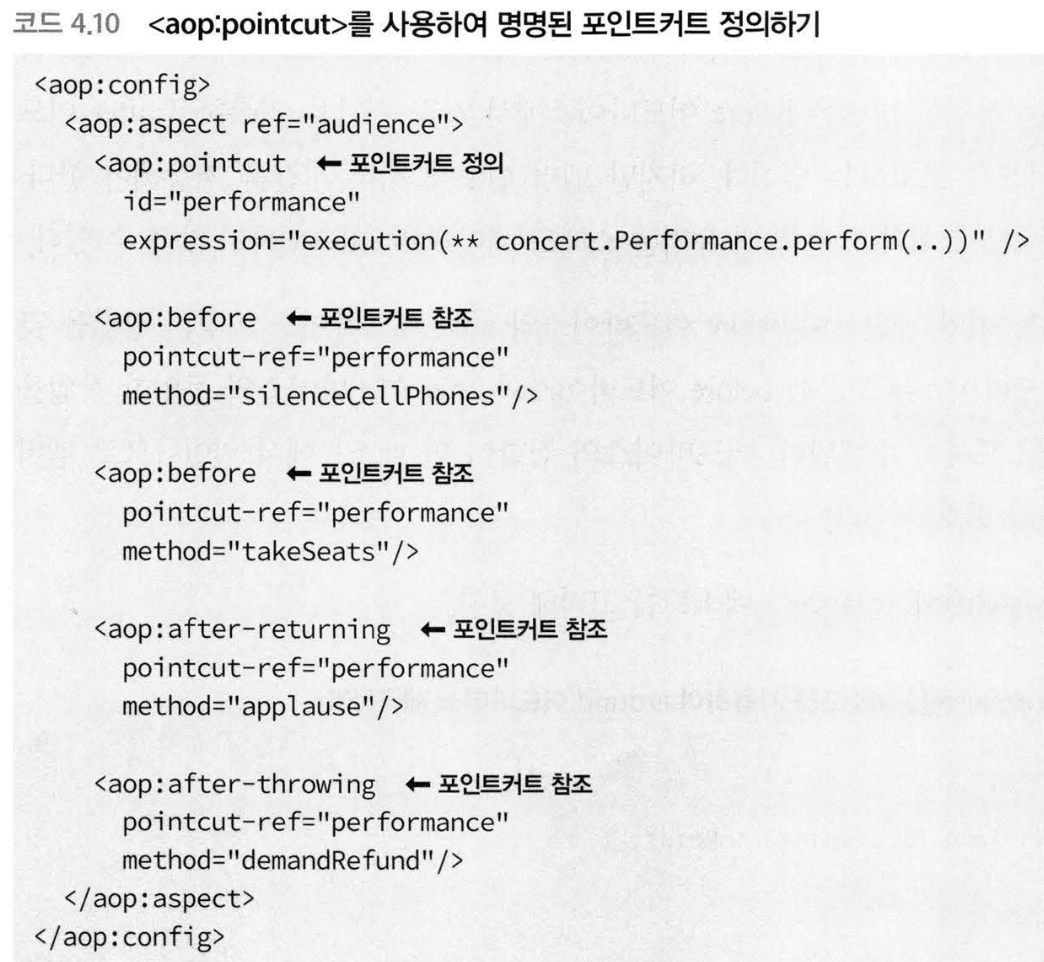 코드 4.10 <aop:pointcut>를 사용하여 명명된 포인트커트 정의하기
<aop:config>
<aop:aspect ref="audience">
<aop:pointcut ← 포인트커트 정의
id="performance"
expression="execution(** concert.Performance.perform(..))" />
<aop:before ← 포인트커트 참조
pointcut-ref="performance"
method="silenceCellPhones"/>
<aop:before ← 포인트커트 참조
pointcut-ref="performance"
method="takeSeats"/>
<aop:after-returning ← 포인트커트 참조
pointcut-ref="performance"
method="applause"/>
<aop:after-throwing ← 포인트커트 참조
pointcut-ref="performance"
method="demandRefund"/>
</aop:aspect>
</aop:config>